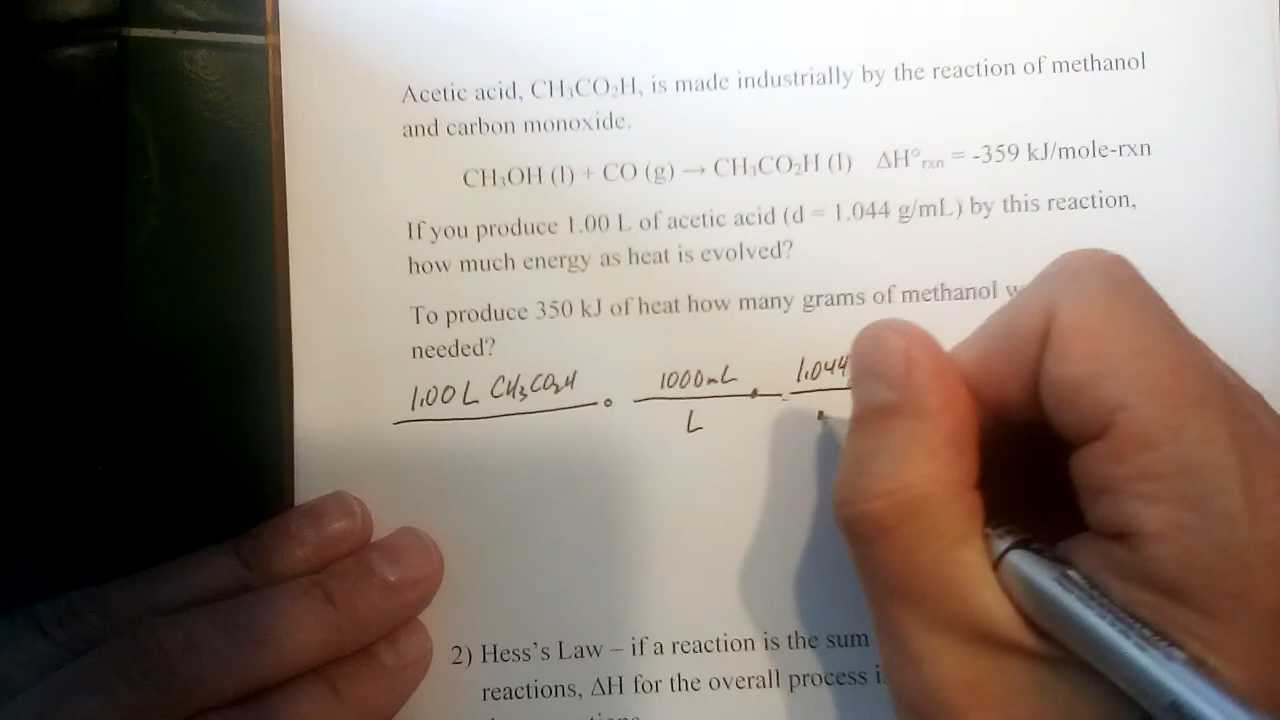 Acetic acid, CH₃CO₂H, is made industrially by the reaction of methanol
and carbon monoxide.
CH₃OH (l) + CO (g) → CH₃CO₂H (l) ΔH°rxn = -359 kJ/mole-rxn
If you produce 1.00 L of acetic acid (d = 1.044 g/mL) by this reaction,
how much energy as heat is evolved?
To produce 350 kJ of heat how many grams of methanol
needed?
1.00 L CH₃CO₂H . 1000mL . 1.044
L
2) Hess's Law – if a reaction is the sum
reactions, ΔH for the overall process